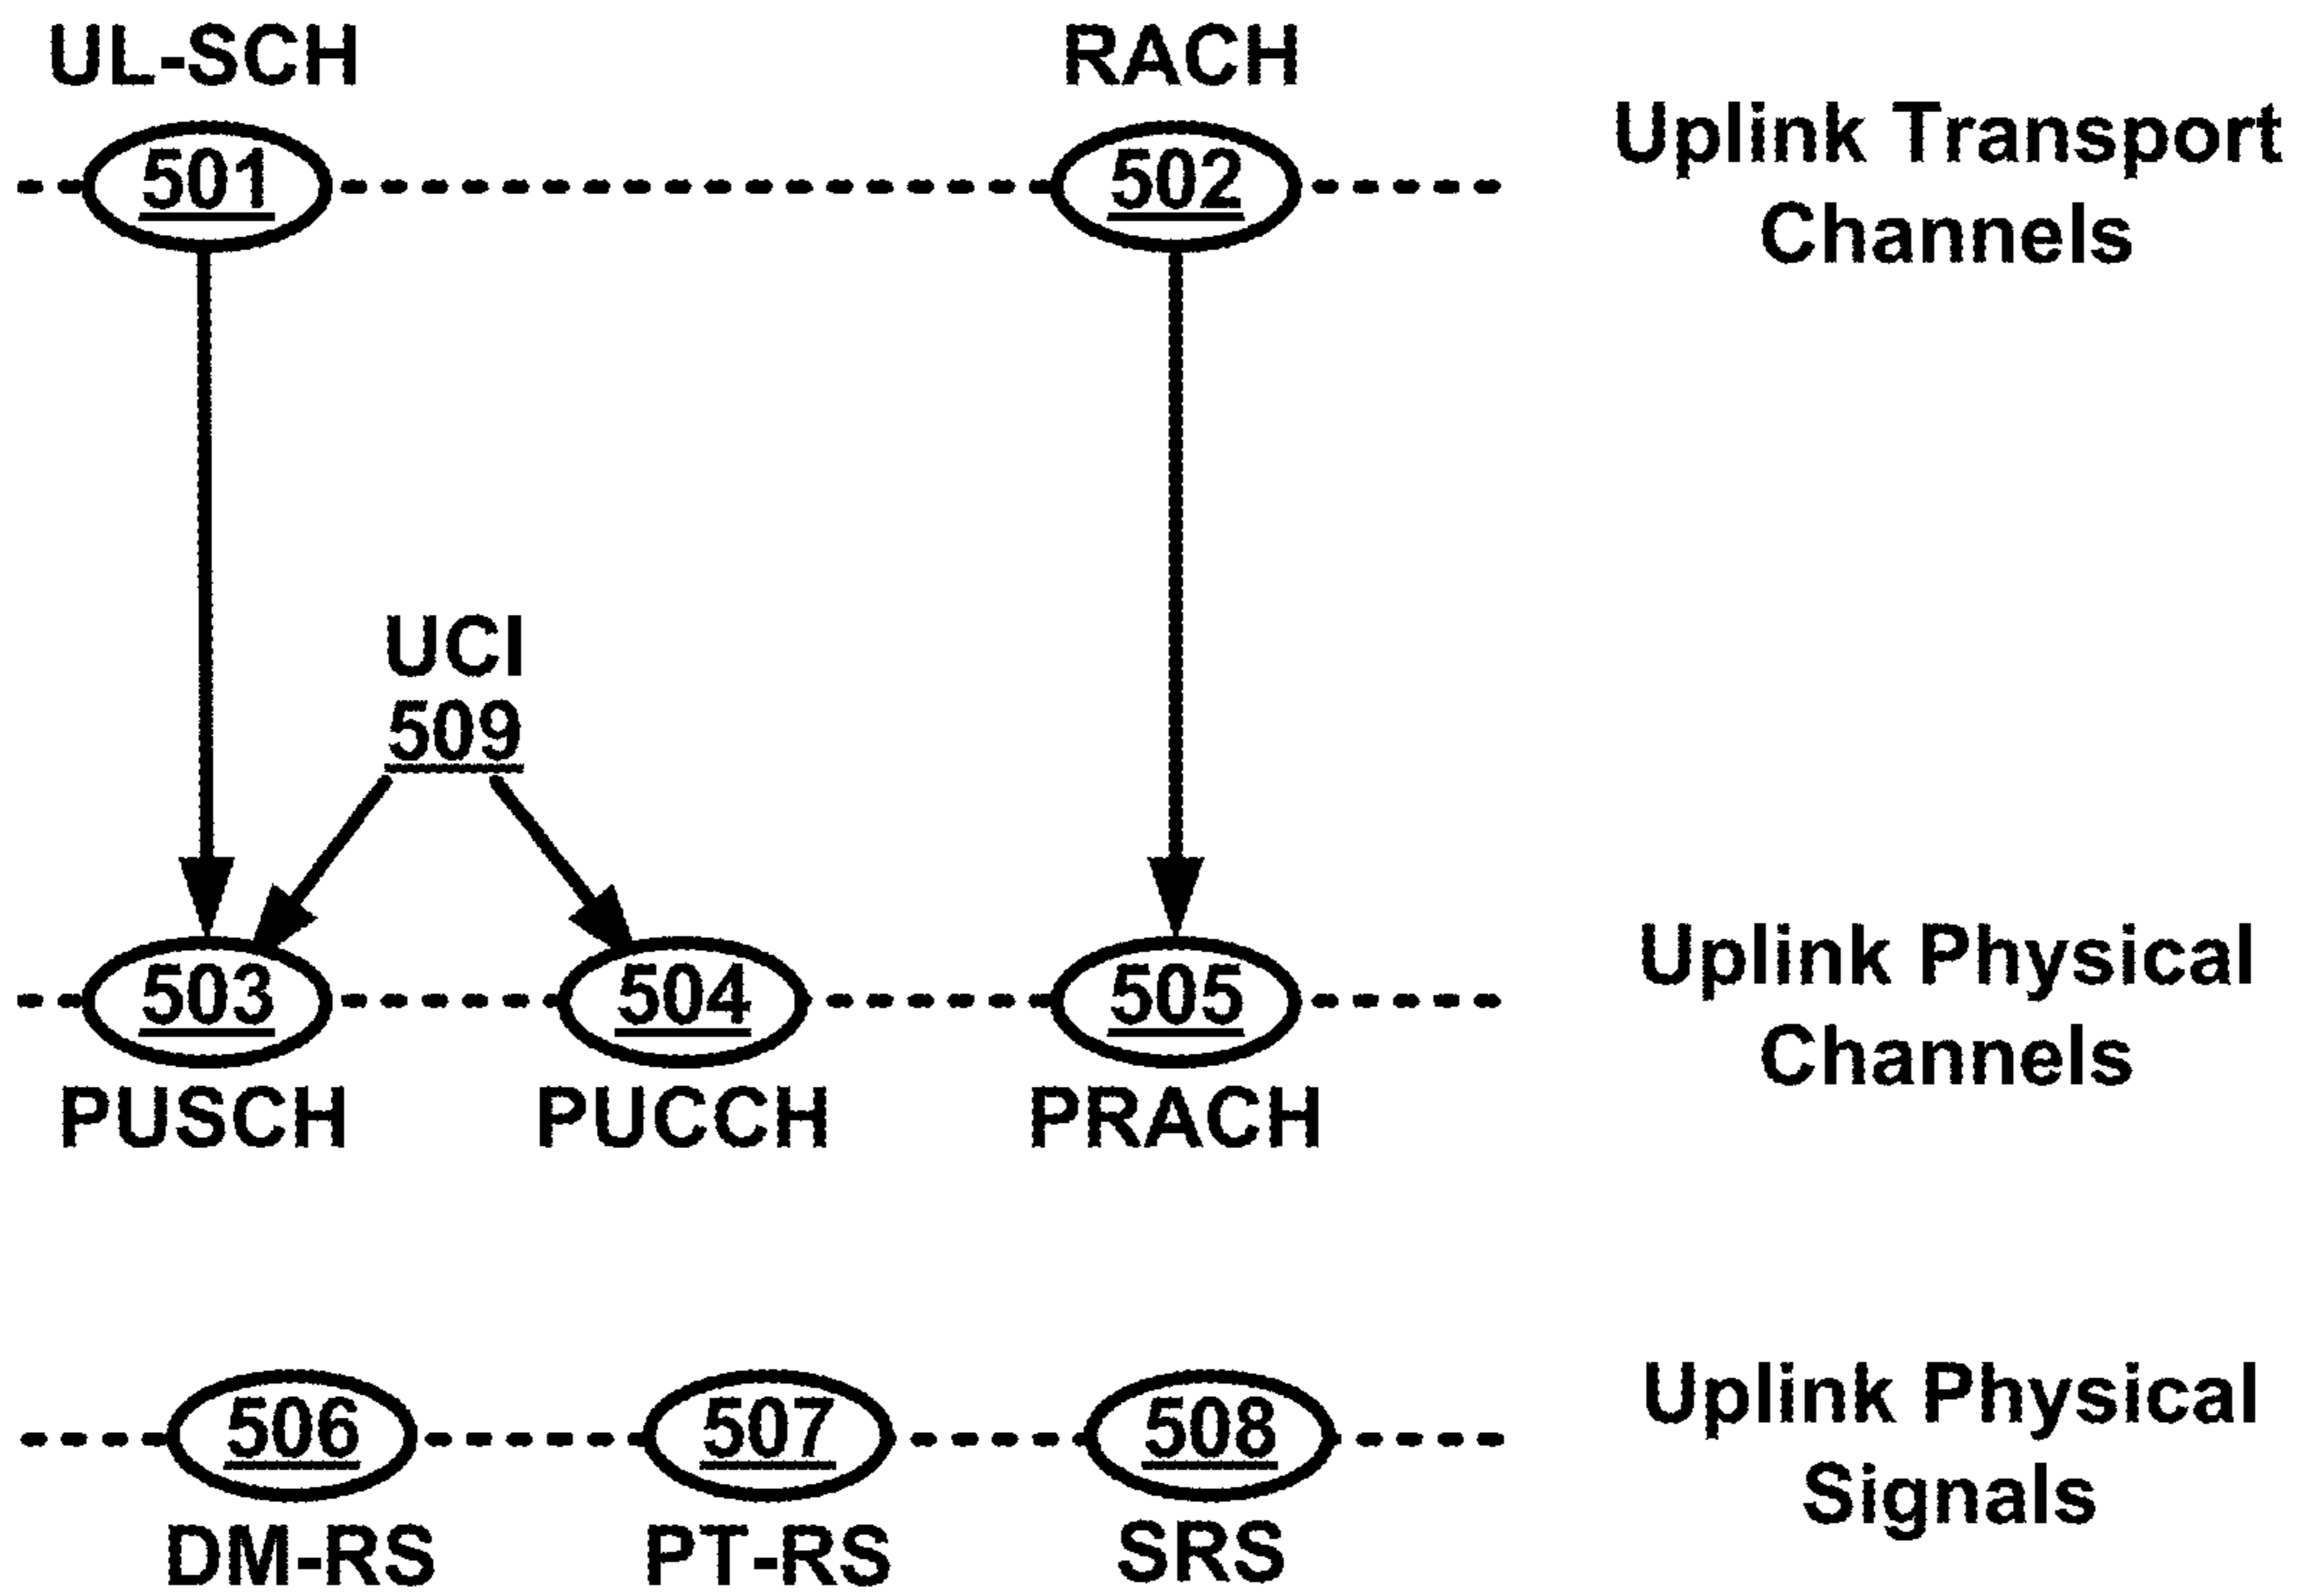 UL-SCH
RACH
501
502
Uplink Transport
Channels
UCI
509
503
504
505
Uplink Physical
Channels
PUSCH
PUCCH
PRACH
506
507
508
Uplink Physical
Signals
DM-RS
PT-RS
SRS